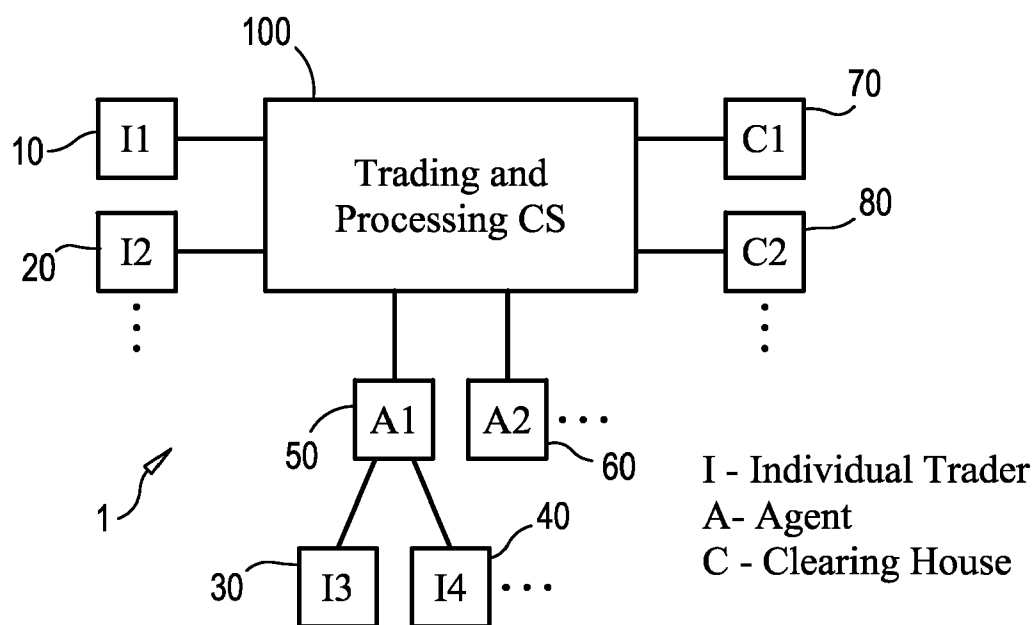 100
10
I1
Trading and
Processing CS
C1
70
20
I2
C2
80
50
A1
A2
60
1
30
I3
I4
40
I - Individual Trader
A- Agent
C - Clearing House